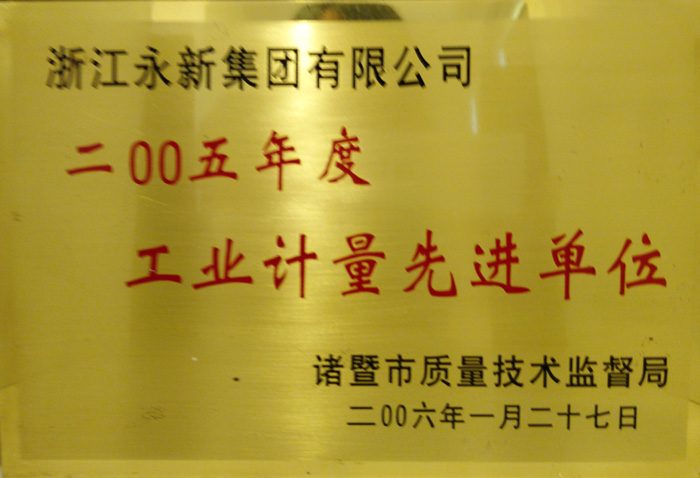 浙江永新集团有限公司
二00五年度
工业计量先进单位
诸暨市质量技术监督局
二00六年一月二十七日